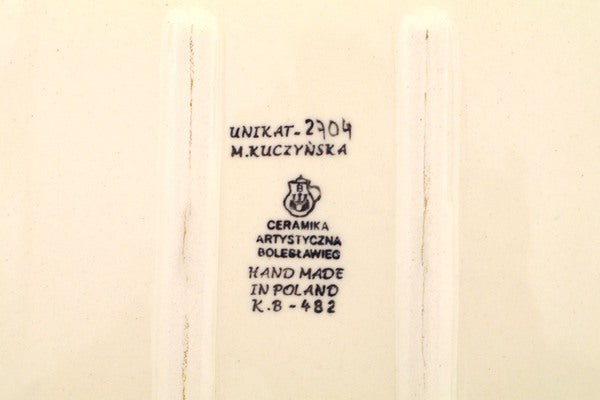 UNIKAT-2704
M.KUCZYŃSKA
B
CERAMIKA
ARTYSTYCZNA
BOLESŁAWIEC
HAND MADE
IN POLAND
K.B-482